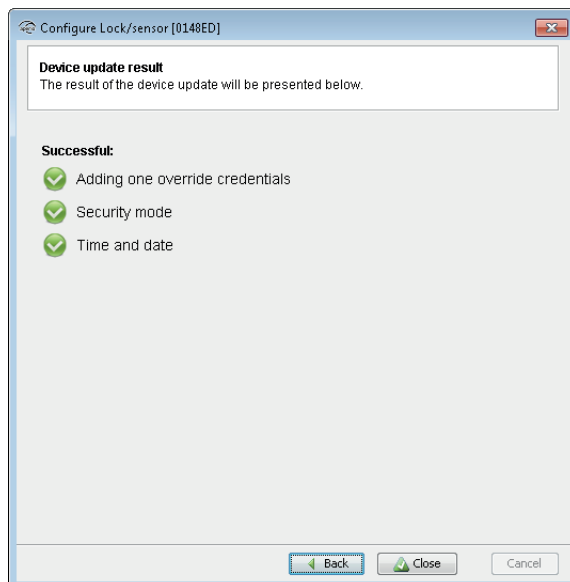 Configure Lock/sensor [0148ED]
Device update result
The result of the device update will be presented below.
Successful:
Adding one override credentials
Security mode
Time and date
Back Close Cancel